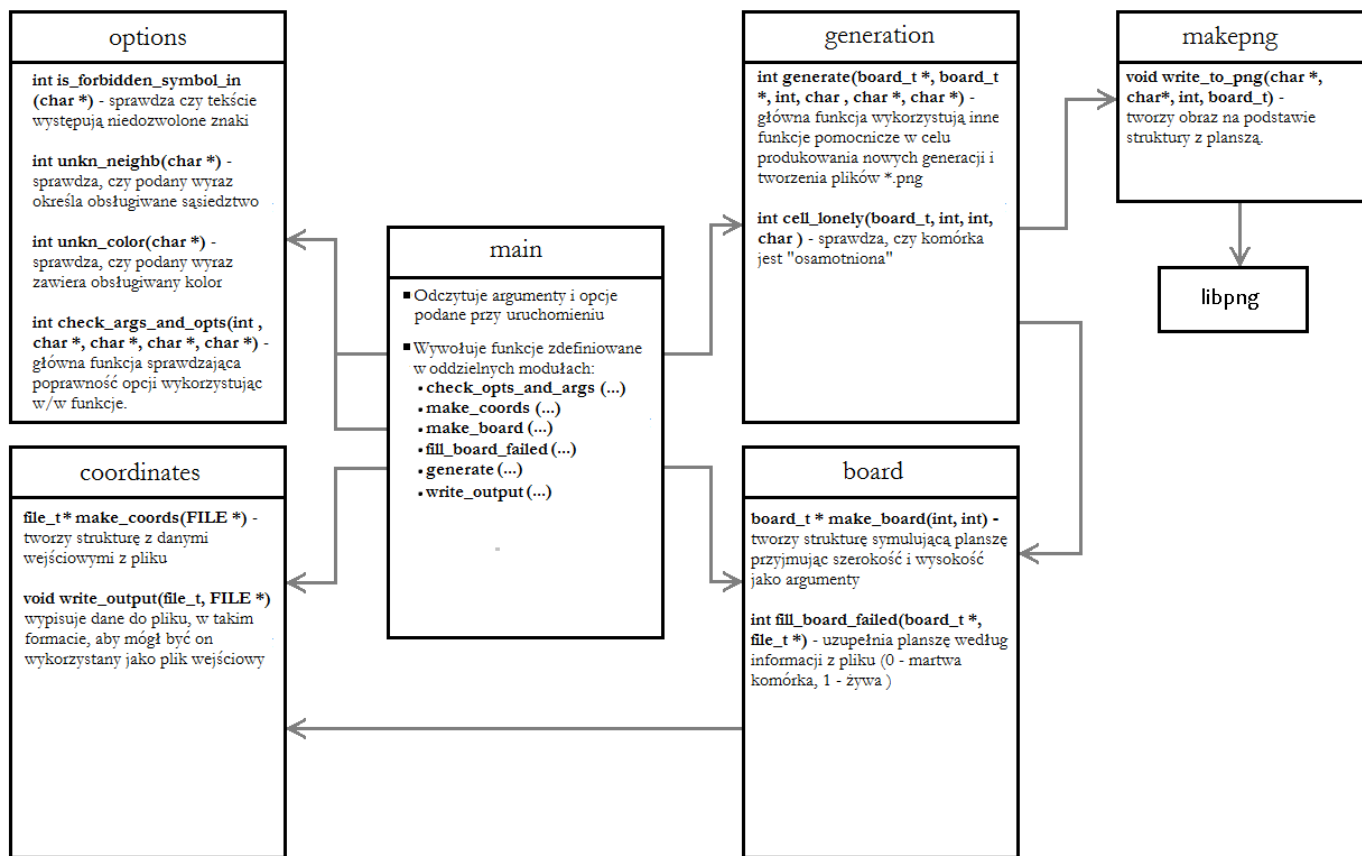 options
int is_forbidden_symbol_in
(char *) - sprawdza czy tekście
występują niedozwolone znaki
int unkn_neighb(char *) -
sprawdza, czy podany wyraz
określa obsługiwane sąsiedztwo
int unkn_color(char *) -
sprawdza, czy podany wyraz
zawiera obsługiwany kolor
int check_args_and_opts(int ,
char *, char *, char *, char *) -
główna funkcja sprawdzająca
poprawność opcji wykorzystując
w/w funkcje.
coordinates
file_t* make_coords(FILE *) -
tworzy strukturę z danymi
wejściowymi z pliku
void write_output(file_t, FILE *)
wypisuje dane do pliku, w takim
formacie, aby mógł być on
wykorzystany jako plik wejściowy
main
▪ Odczytuje argumenty i opcje
podane przy uruchomieniu
▪ Wywołuje funkcje zdefiniowane
w oddzielnych modułach:
• check_opts_and_args (...)
• make_coords (...)
• make_board (...)
• fill_board_failed (...)
• generate (...)
• write_output (...)
generation
int generate(board_t *, board_t
*, int, char , char *, char *) -
główna funkcja wykorzystują inne
funkcje pomocnicze w celu
produkowania nowych generacji i
tworzenia plików *.png
int cell_lonely(board_t, int, int,
char ) - sprawdza, czy komórka
jest "osamotniona"
board
board_t * make_board(int, int) -
tworzy strukturę symulującą planszę
przyjmując szerokość i wysokość
jako argumenty
int fill_board_failed(board_t *,
file_t *) - uzupełnia planszę według
informacji z pliku (0 - martwa
komórka, 1 - żywa )
makepng
void write_to_png(char *,
char*, int, board_t) -
tworzy obraz na podstawie
struktury z planszą.
libpng